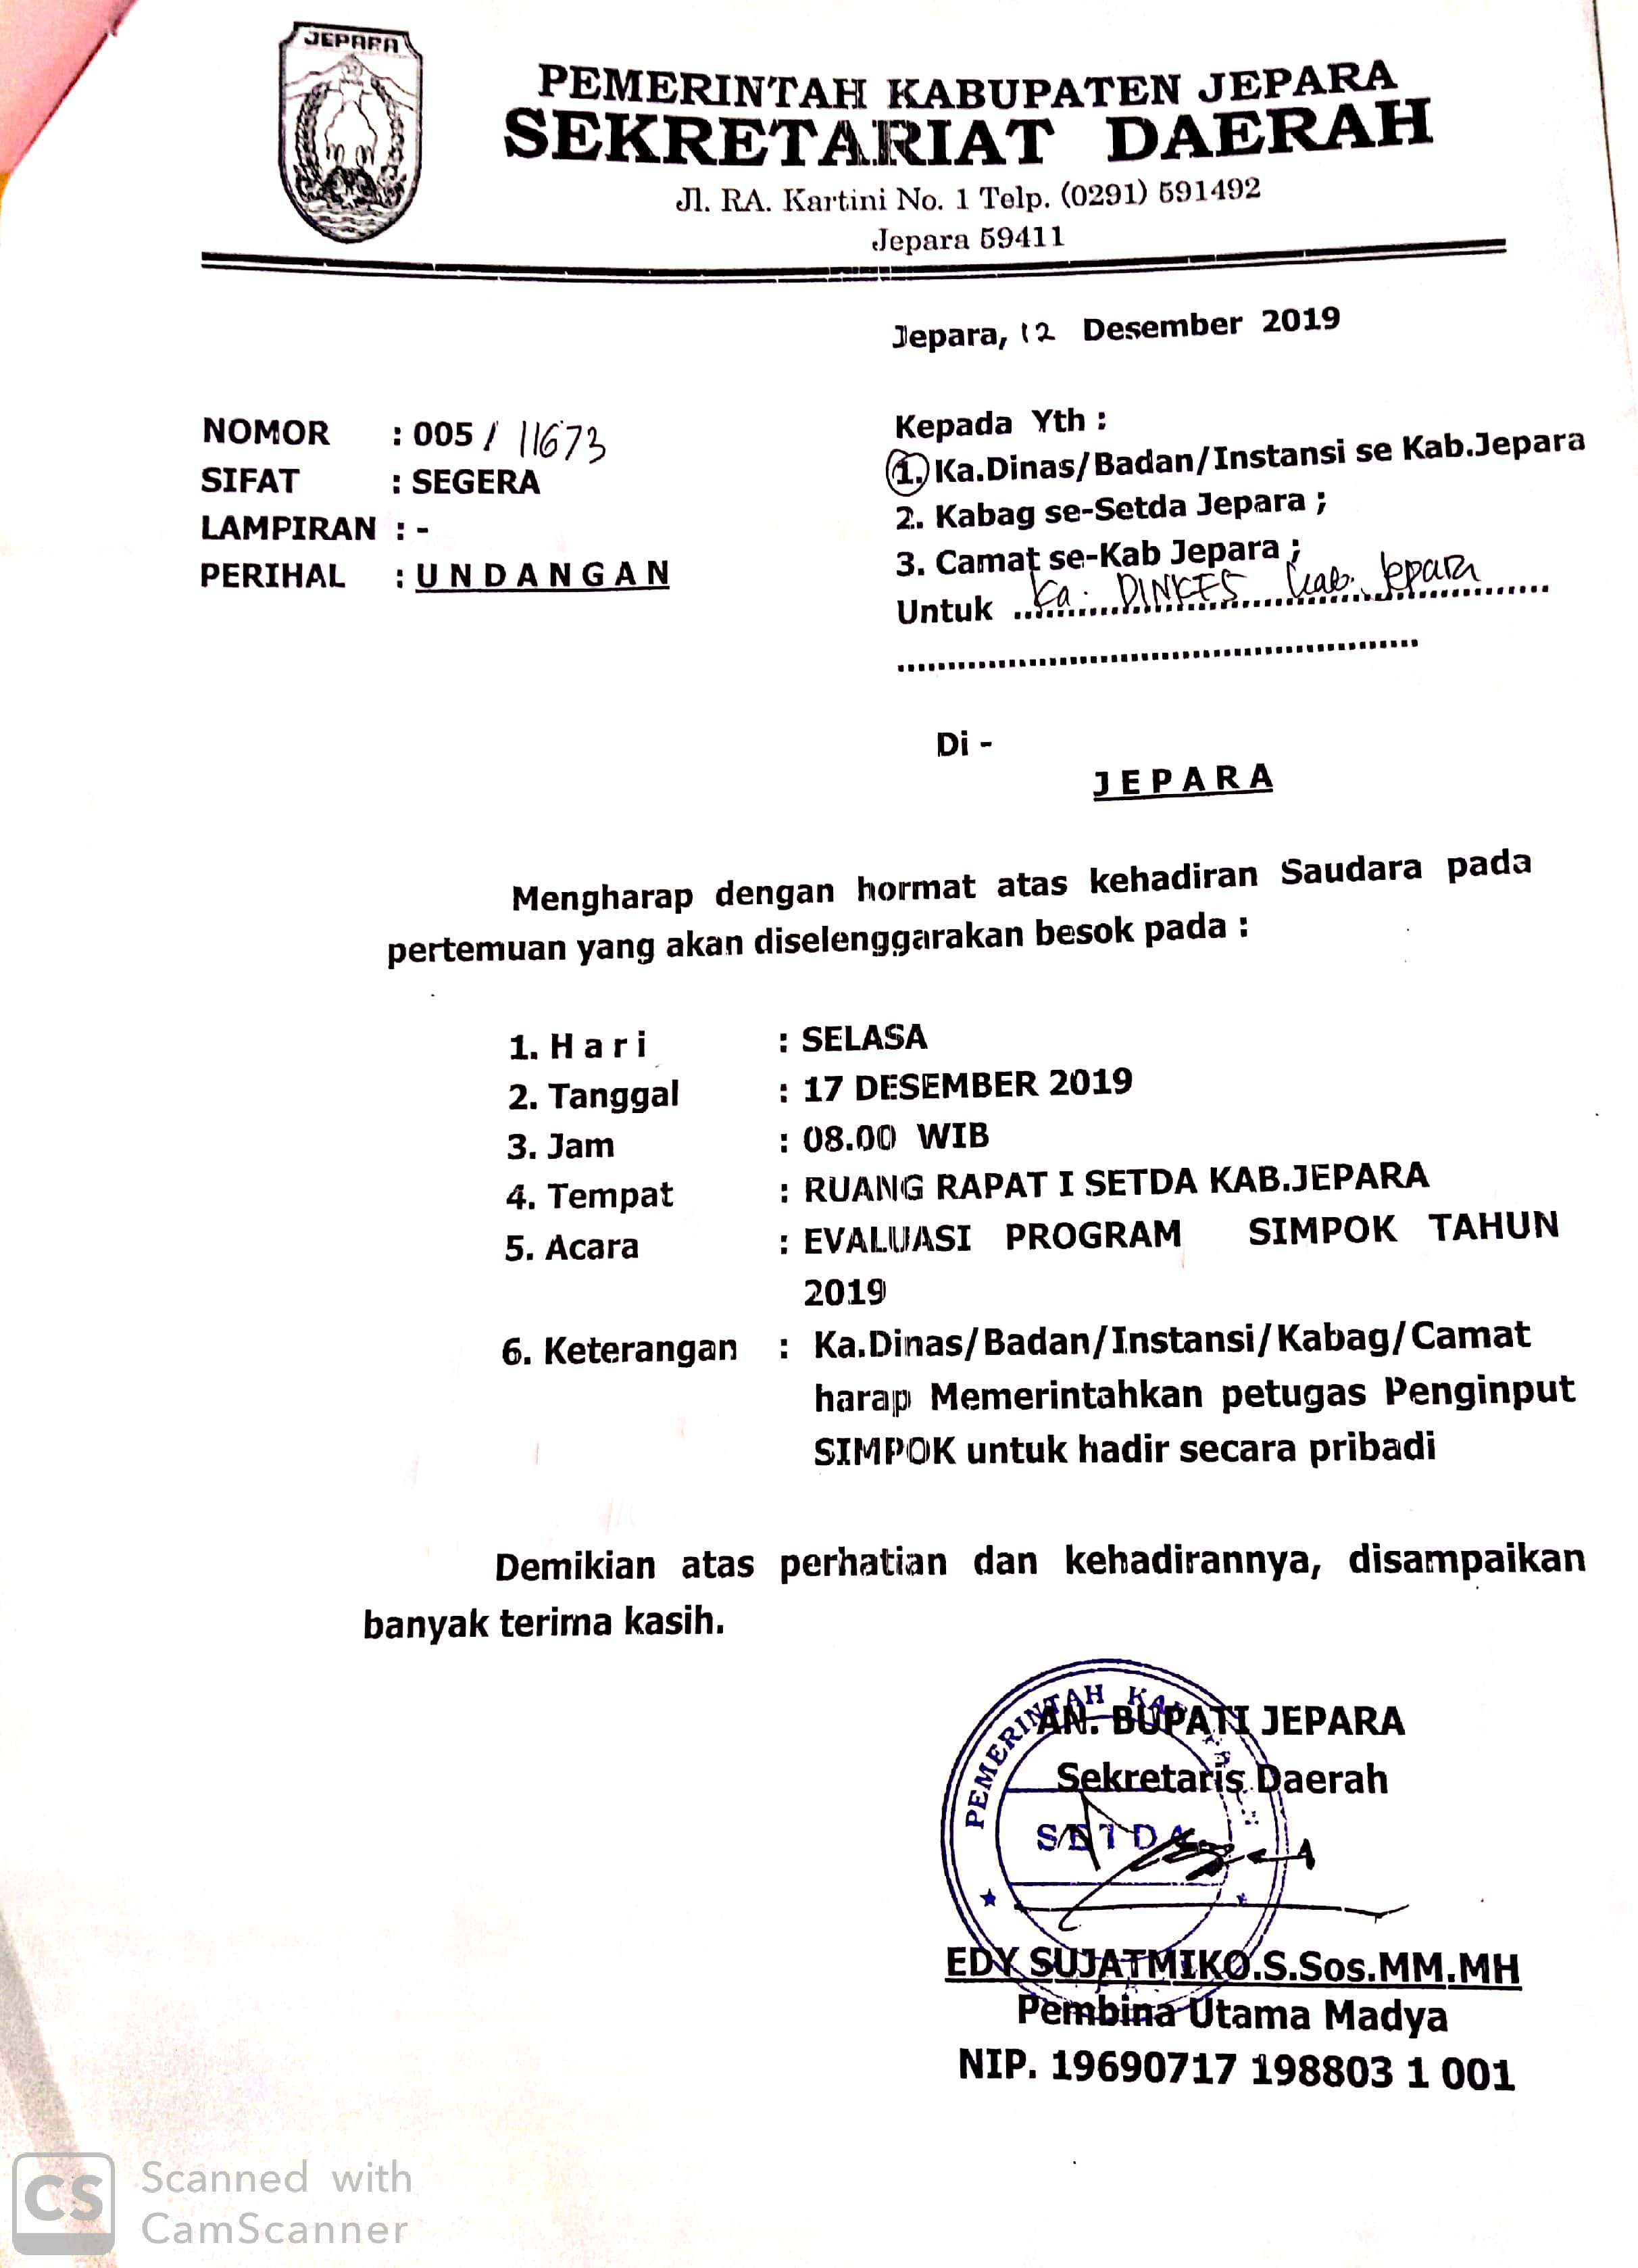 JEPARA
PEMERINTAH KABUPATEN JEPARA
SEKRETARIAT DAERAH
Jl. RA. Kartini No. 1 Telp. (0291) 591492
Jepara 59411
Jepara, 12 Desember 2019
NOMOR : 005 / 11673
SIFAT : SEGERA
LAMPIRAN : -
PERIHAL : U N D A N G A N
Kepada Yth :
1. Ka.Dinas/Badan/Instansi se Kab.Jepara
2. Kabag se-Setda Jepara ;
3. Camat se-Kab Jepara ;
Untuk Ka. DINKES Kab. Jepara
Di -
J E P A R A
Mengharap dengan hormat atas kehadiran Saudara pada
pertemuan yang akan diselenggarakan besok pada :
1. H a r i : SELASA
2. Tanggal : 17 DESEMBER 2019
3. Jam : 08.00 WIB
4. Tempat : RUANG RAPAT I SETDA KAB.JEPARA
5. Acara : EVALUASI PROGRAM SIMPOK TAHUN
2019
6. Keterangan : Ka.Dinas/Badan/Instansi/Kabag/Camat
harap Memerintahkan petugas Penginput
SIMPOK untuk hadir secara pribadi
Demikian atas perhatian dan kehadirannya, disampaikan
banyak terima kasih.
AN. BUPATI JEPARA
Sekretaris Daerah
PEMERINTAH
SETDA
EDY SUJATMIKO.S.Sos.MM.MH
Pembina Utama Madya
NIP. 19690717 198803 1 001
CS
Scanned with
CamScanner